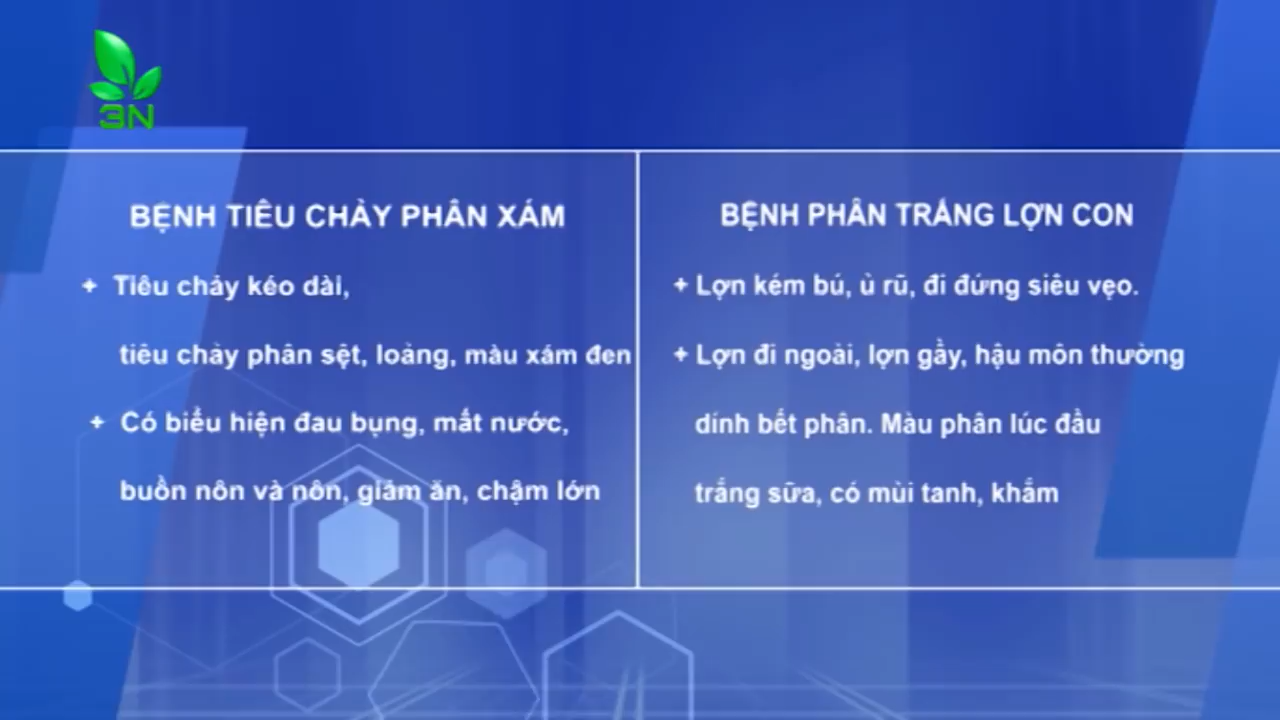 3N
BỆNH TIÊU CHẢY PHÂN XÁM
+ Tiêu chảy kéo dài,
tiêu chảy phân sệt, loảng, màu xám đen
+ Có biểu hiện đau bụng, mất nước,
buồn nôn và nôn, giảm ăn, chậm lớn
BỆNH PHÂN TRẮNG LỢN CON
+ Lợn kém bú, ủ rũ, đi đứng siêu vẹo.
+ Lợn đi ngoài, lợn gầy, hậu môn thường
dính bết phân. Màu phân lúc đầu
trắng sữa, có mùi tanh, khắm